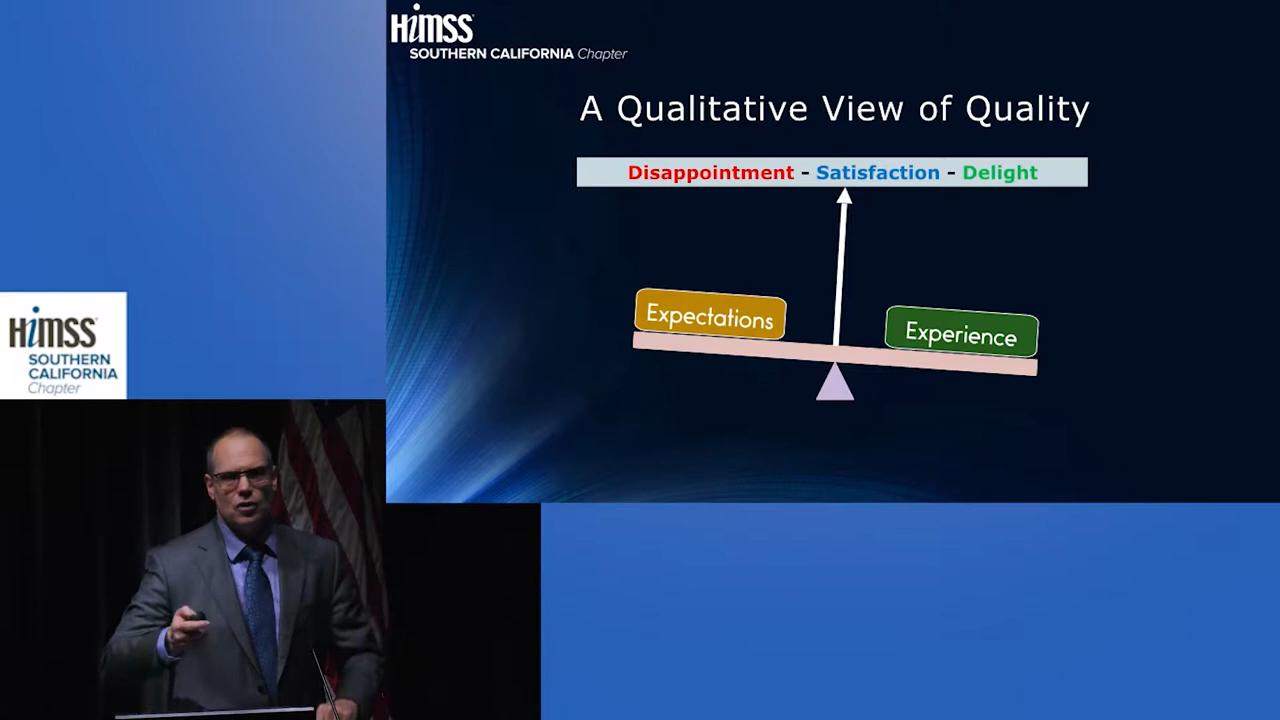 HiMSS
SOUTHERN CALIFORNIA Chapter
A Qualitative View of Quality
Disappointment - Satisfaction - Delight
Expectations
Experience
HiMSS
SOUTHERN
CALIFORNIA
Chapter